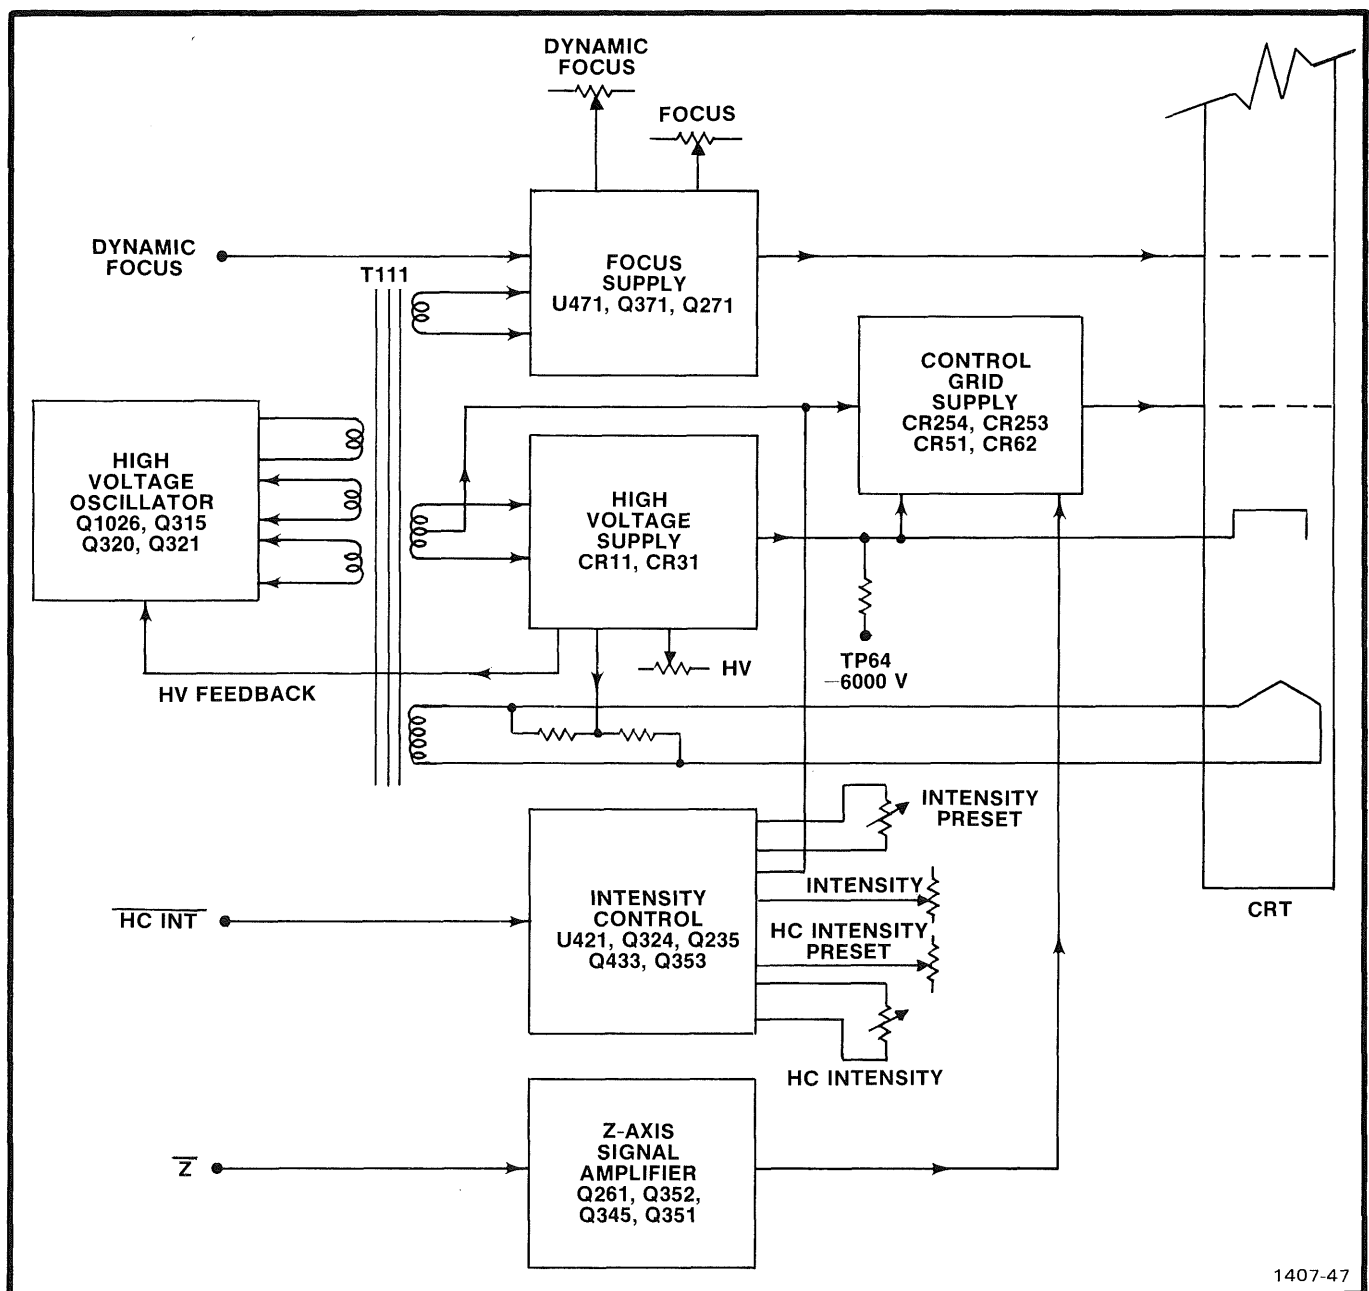 DYNAMIC
FOCUS
FOCUS
DYNAMIC
FOCUS
T111
FOCUS
SUPPLY
U471, Q371, Q271
CONTROL
GRID
SUPPLY
CR254, CR253
CR51, CR62
HIGH
VOLTAGE
OSCILLATOR
Q1026, Q315
Q320, Q321
HIGH
VOLTAGE
SUPPLY
CR11, CR31
HV
TP64
—6000 V
HV FEEDBACK
INTENSITY
PRESET
INTENSITY
CONTROL
U421, Q324, Q235
Q433, Q353
INTENSITY
HC INTENSITY
PRESET
HC INT
CRT
HC INTENSITY
Z-AXIS
SIGNAL
AMPLIFIER
Q261, Q352,
Q345, Q351
Z
1407-47